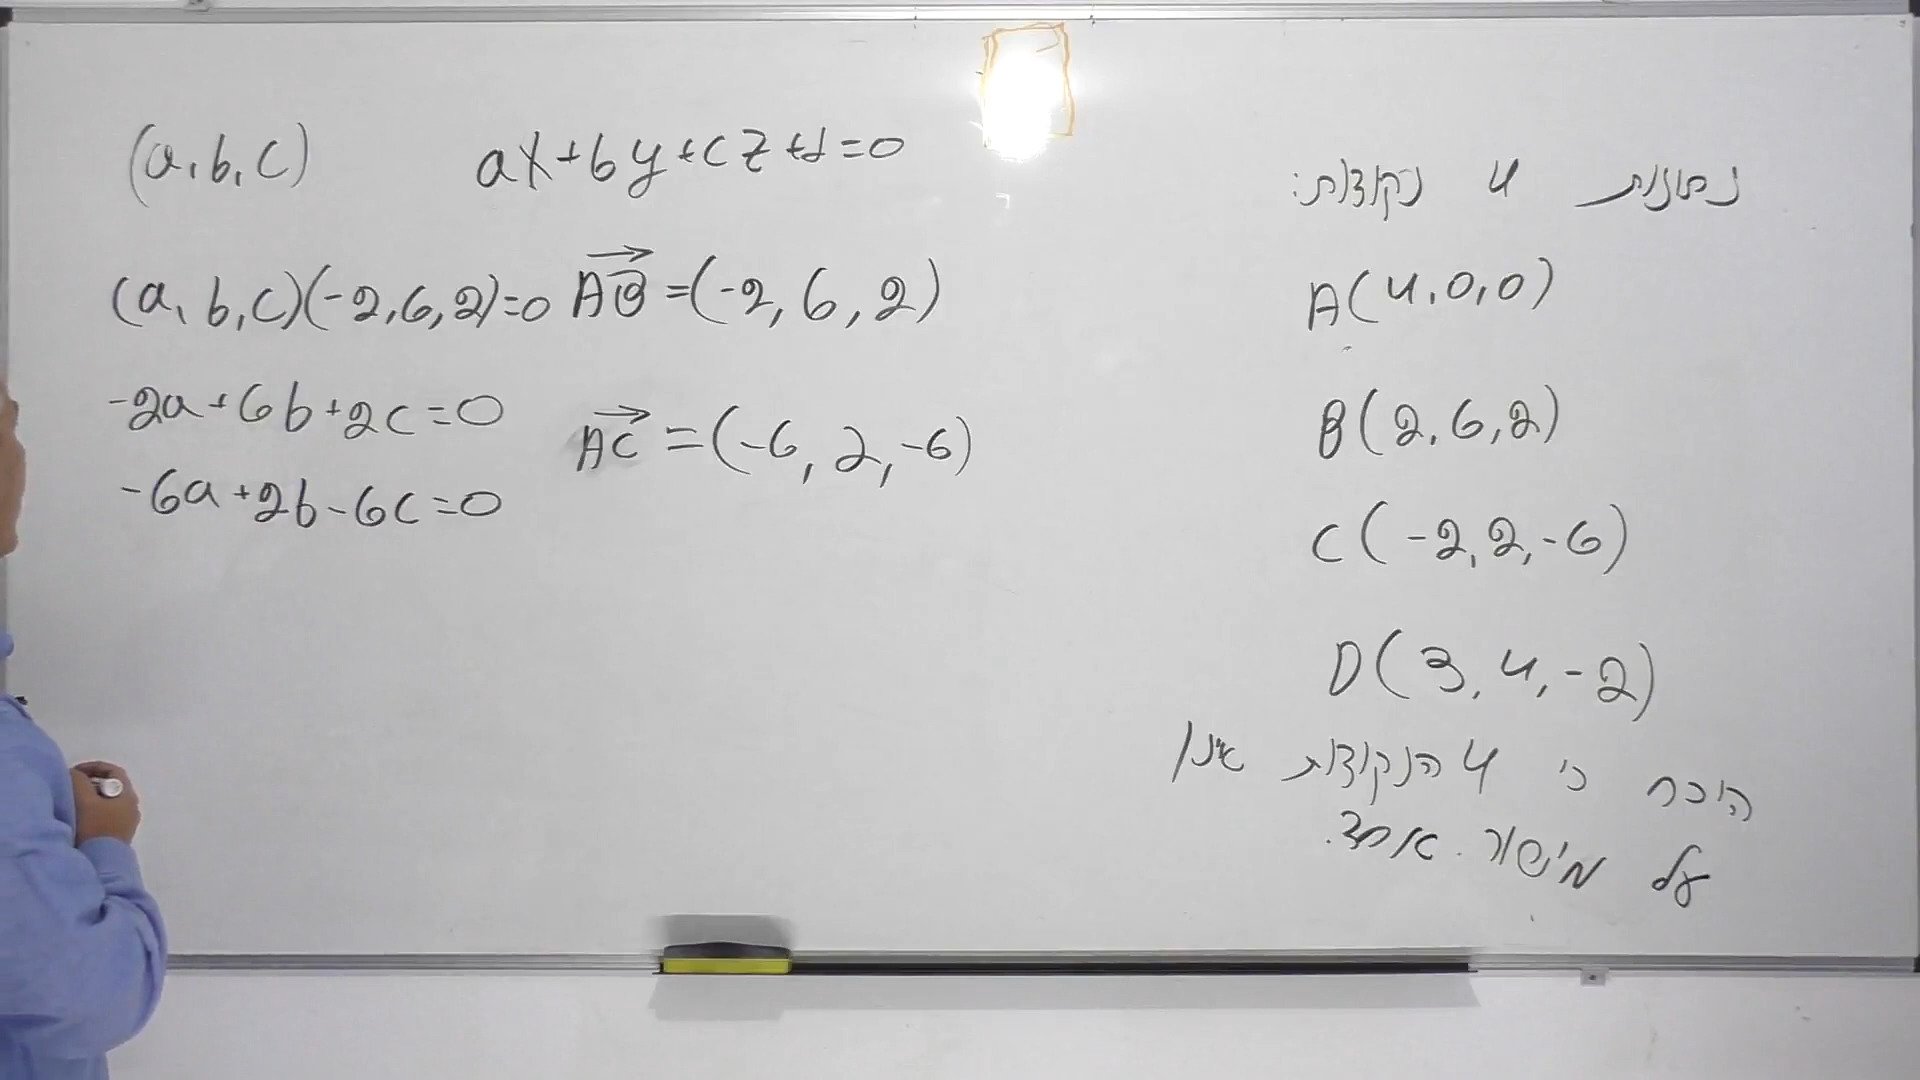 נתונות 4 נקודות:
A(4,0,0)
B(2,6,2)
C(-2,2,-6)
D(3,4,-2)
הוכח כי 4 הנקודות אינן
על מישור אחד.
(a,b,c) ax+by+cz+d=0
(a,b,c)(-2,6,2)=0 \overrightarrow{AB}=(-2,6,2)
-2a+6b+2c=0 \overrightarrow{AC}=(-6,2,-6)
-6a+2b-6c=0